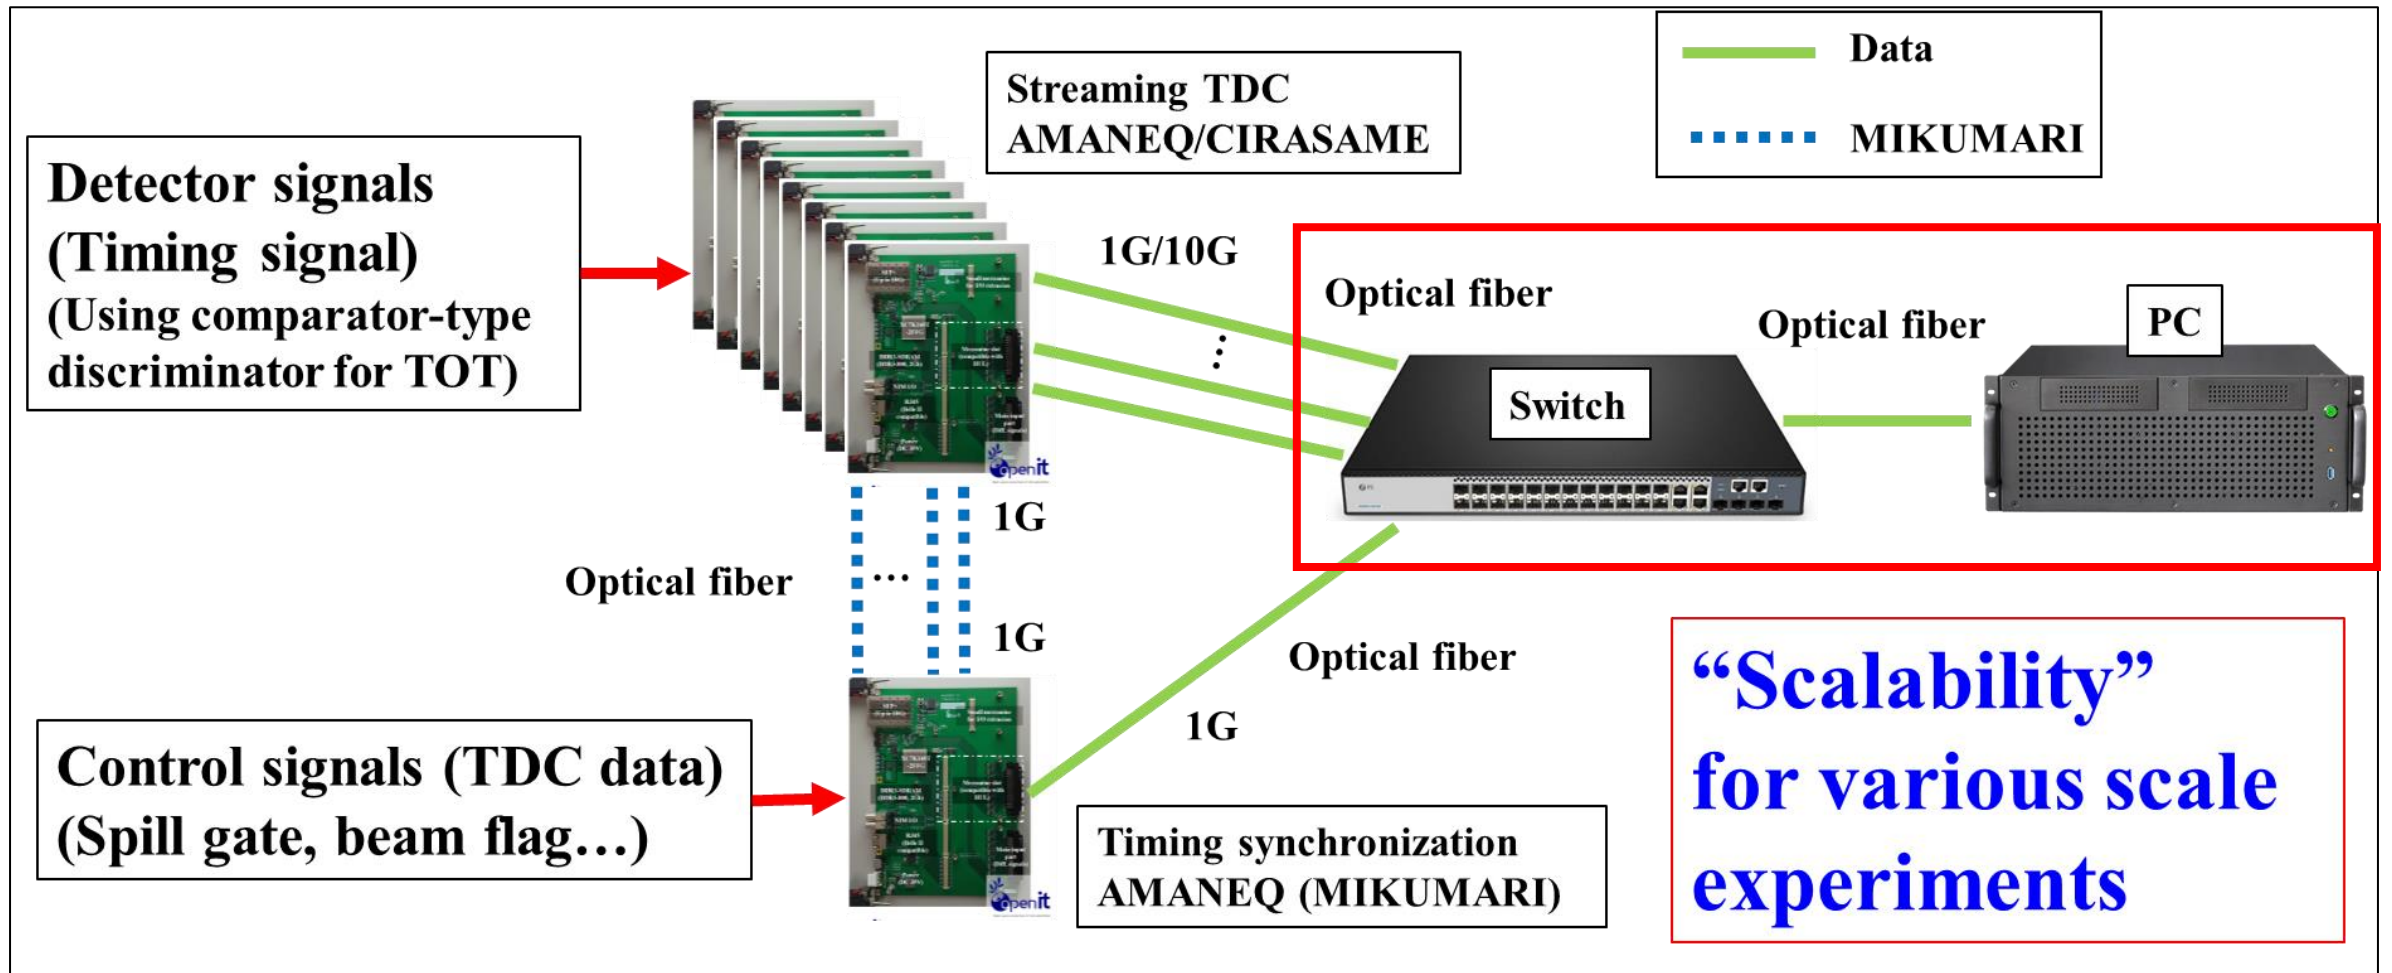 Streaming TDC
AMANEQ/CIRASAME
Data
MIKUMARI
Detector signals
(Timing signal)
(Using comparator-type
discriminator for TOT)
1G/10G
Optical fiber
Optical fiber
PC
Switch
openit
1G
Optical fiber
...
1G
Optical fiber
1G
Control signals (TDC data)
(Spill gate, beam flag…)
openit
Timing synchronization
AMANEQ (MIKUMARI)
“Scalability”
for various scale
experiments